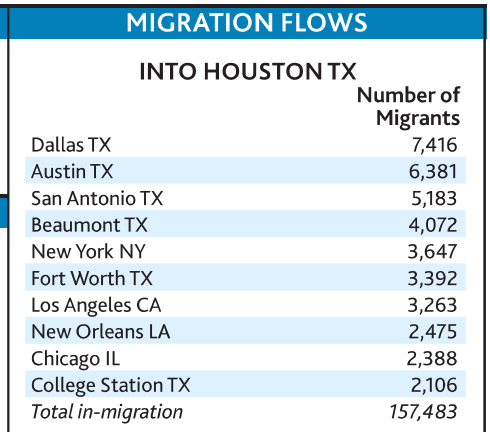 MIGRATION FLOWS
INTO HOUSTON TX
Number of
Migrants
Dallas TX 7,416
Austin TX 6,381
San Antonio TX 5,183
Beaumont TX 4,072
New York NY 3,647
Fort Worth TX 3,392
Los Angeles CA 3,263
New Orleans LA 2,475
Chicago IL 2,388
College Station TX 2,106
Total in-migration 157,483